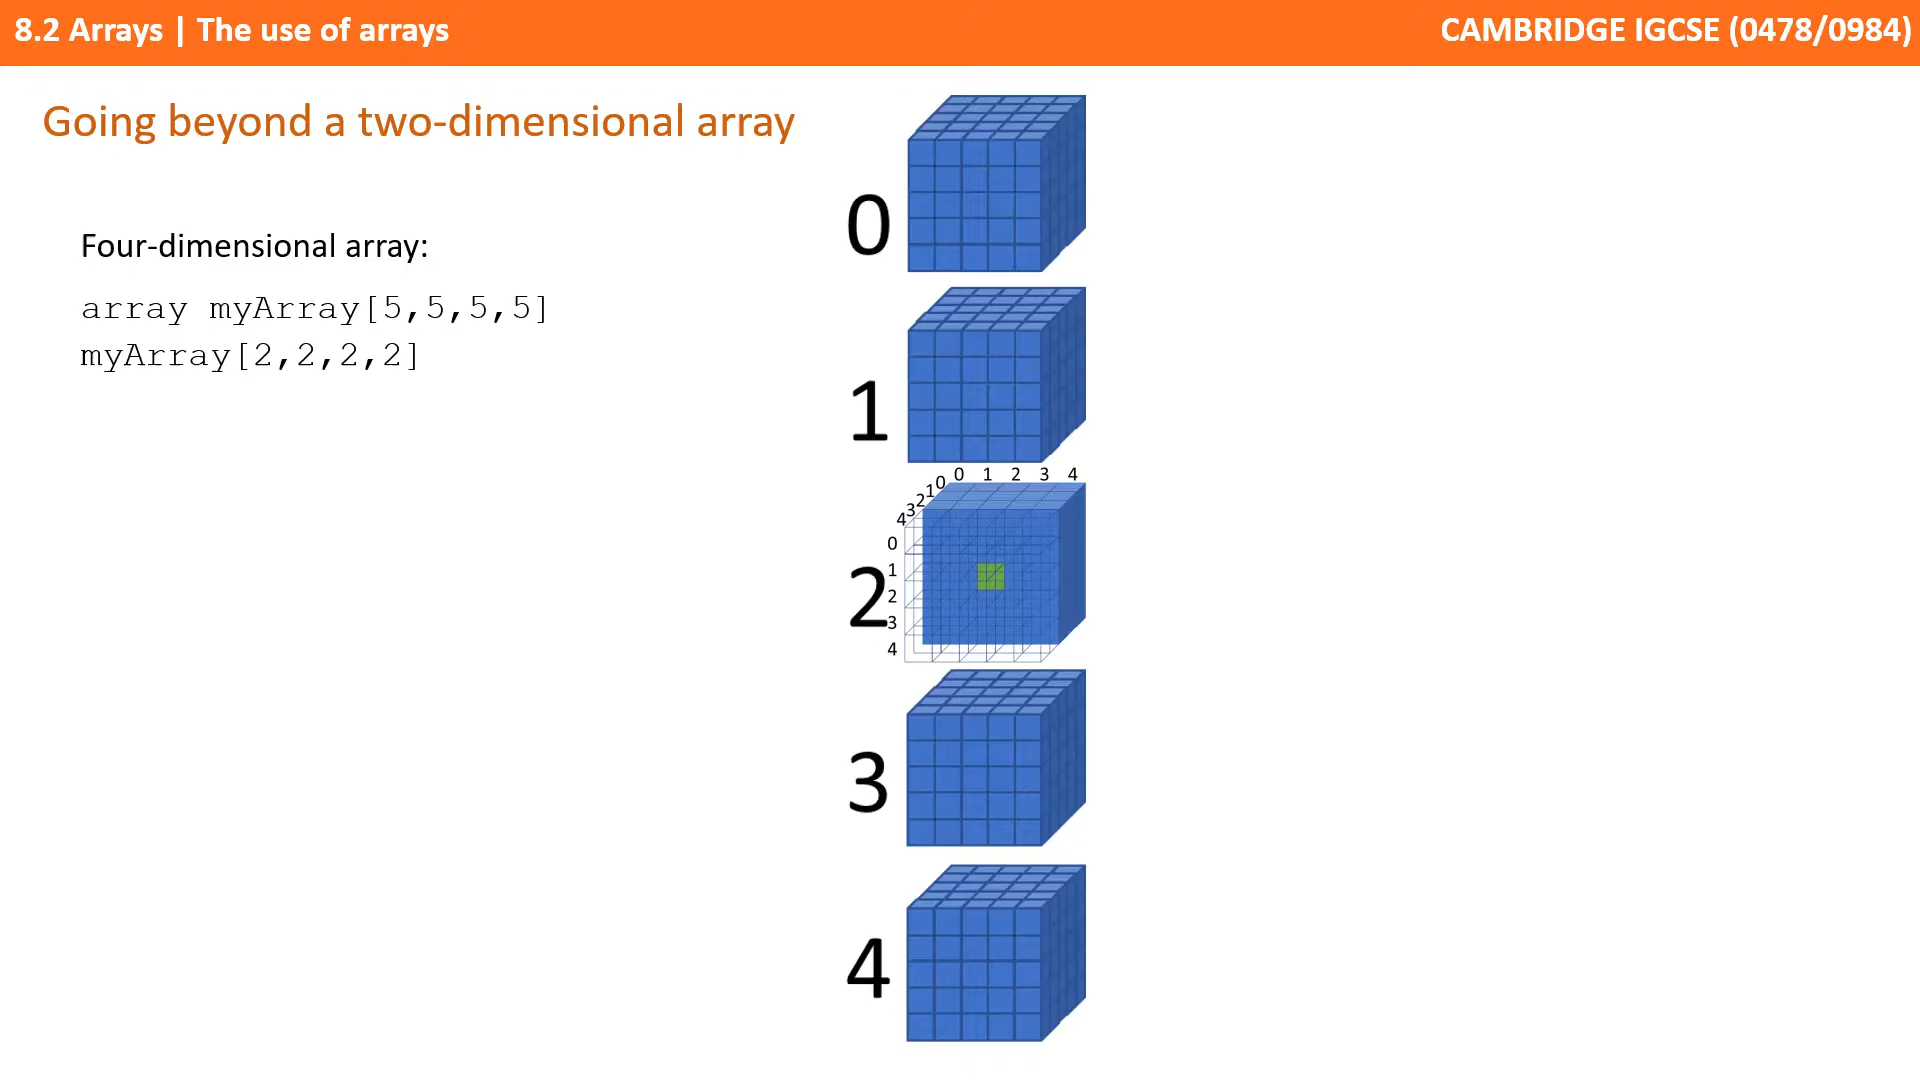 8.2 Arrays | The use of arrays
CAMBRIDGE IGCSE (0478/0984)
Going beyond a two-dimensional array
Four-dimensional array:
array myArray[5,5,5,5]
myArray[2,2,2,2]
0
1
0 1 2 3 4
0
1
2
3
4
2
0
1
2
3
4
3
4